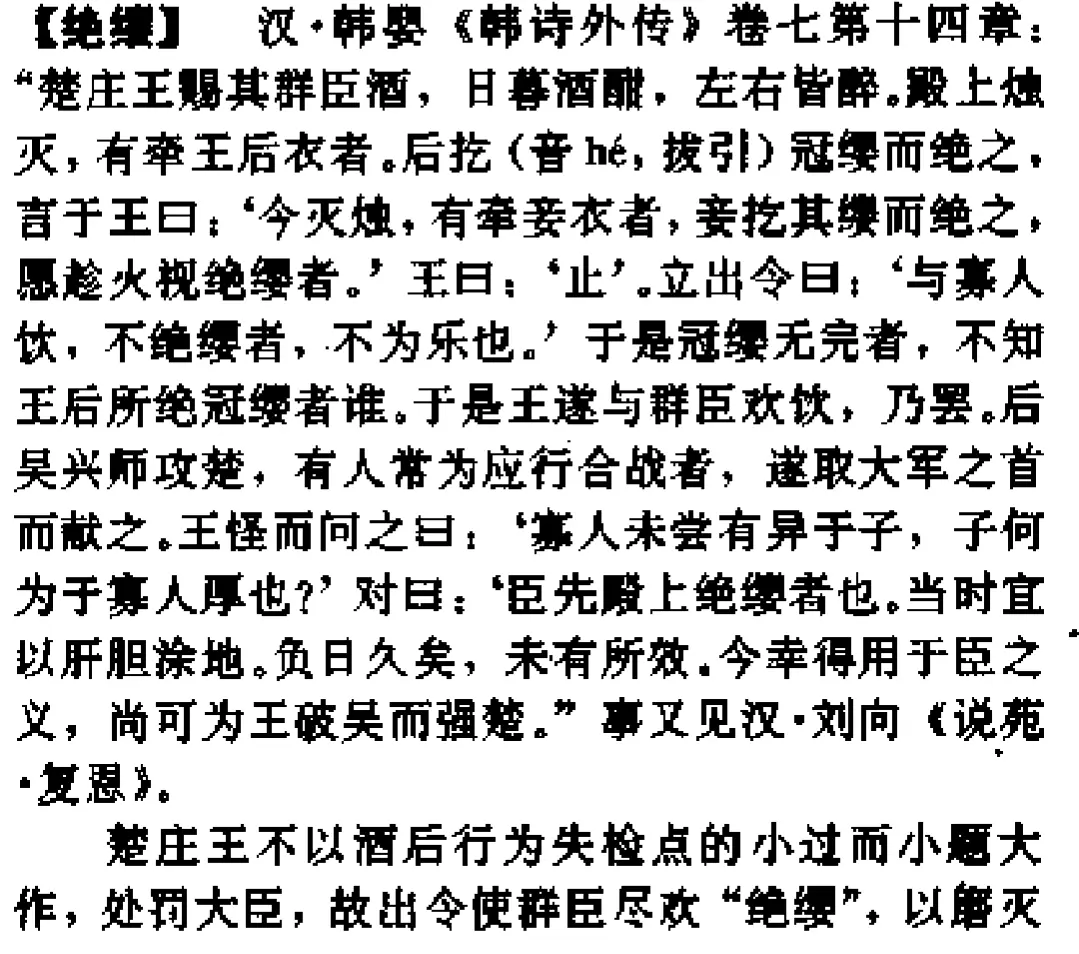 【绝缨】 汉·韩婴《韩诗外传》卷七第十四章：
“楚庄王赐其群臣酒，日暮酒酣，左右皆醉。殿上烛
灭，有牵王后衣者。后扢（音hé，拔引）冠缨而绝之，
言于王曰：‘今灭烛，有牵妾衣者，妾扢其缨而绝之，
愿趁火视绝缨者。’王曰：‘止’。立出令曰：‘与寡人
饮，不绝缨者，不为乐也。’于是冠缨无完者，不知
王后所绝冠缨者谁。于是王遂与群臣欢饮，乃罢。后
吴兴师攻楚，有人常为应行合战者，遂取大军之首
而献之。王怪而问之曰：‘寡人未尝有异于子，子何
为于寡人厚也？’对曰：‘臣先殿上绝缨者也。当时宜
以肝胆涂地。负日久矣，未有所效。今幸得用于臣之
义，尚可为王破吴而强楚。”事又见汉·刘向《说苑
·复恩》。
楚庄王不以酒后行为失检点的小过而小题大
作，处罚大臣，故出令使群臣尽欢“绝缨”，以磨灭